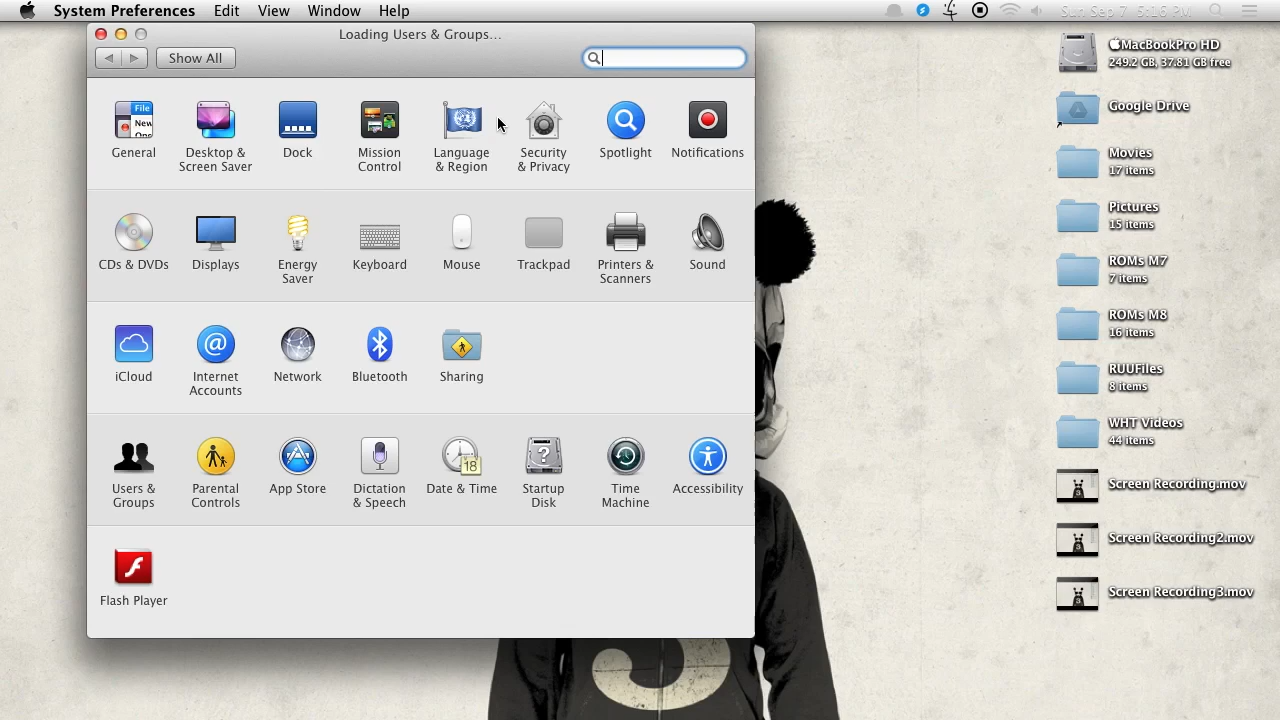 System Preferences Edit View Window Help
Sun Sep 7 5:16 PM
Loading Users & Groups...
Show All
File
New
General
Desktop &
Screen Saver
Dock
Mission
Control
Language
& Region
Security
& Privacy
Spotlight
Notifications
CDs & DVDs
Displays
Energy
Saver
Keyboard
Mouse
Trackpad
Printers &
Scanners
Sound
iCloud
@
Internet
Accounts
Network
Bluetooth
Sharing
Users &
Groups
Parental
Controls
App Store
Dictation
& Speech
18
Date & Time
?
Startup
Disk
Time
Machine
Accessibility
Flash Player
MacBookPro HD
249.2 GB, 37.81 GB free
Google Drive
Movies
17 items
Pictures
15 items
ROMs M7
7 items
ROMs M8
16 items
RUUFiles
8 items
WHT Videos
44 items
Screen Recording.mov
Screen Recording2.mov
Screen Recording3.mov